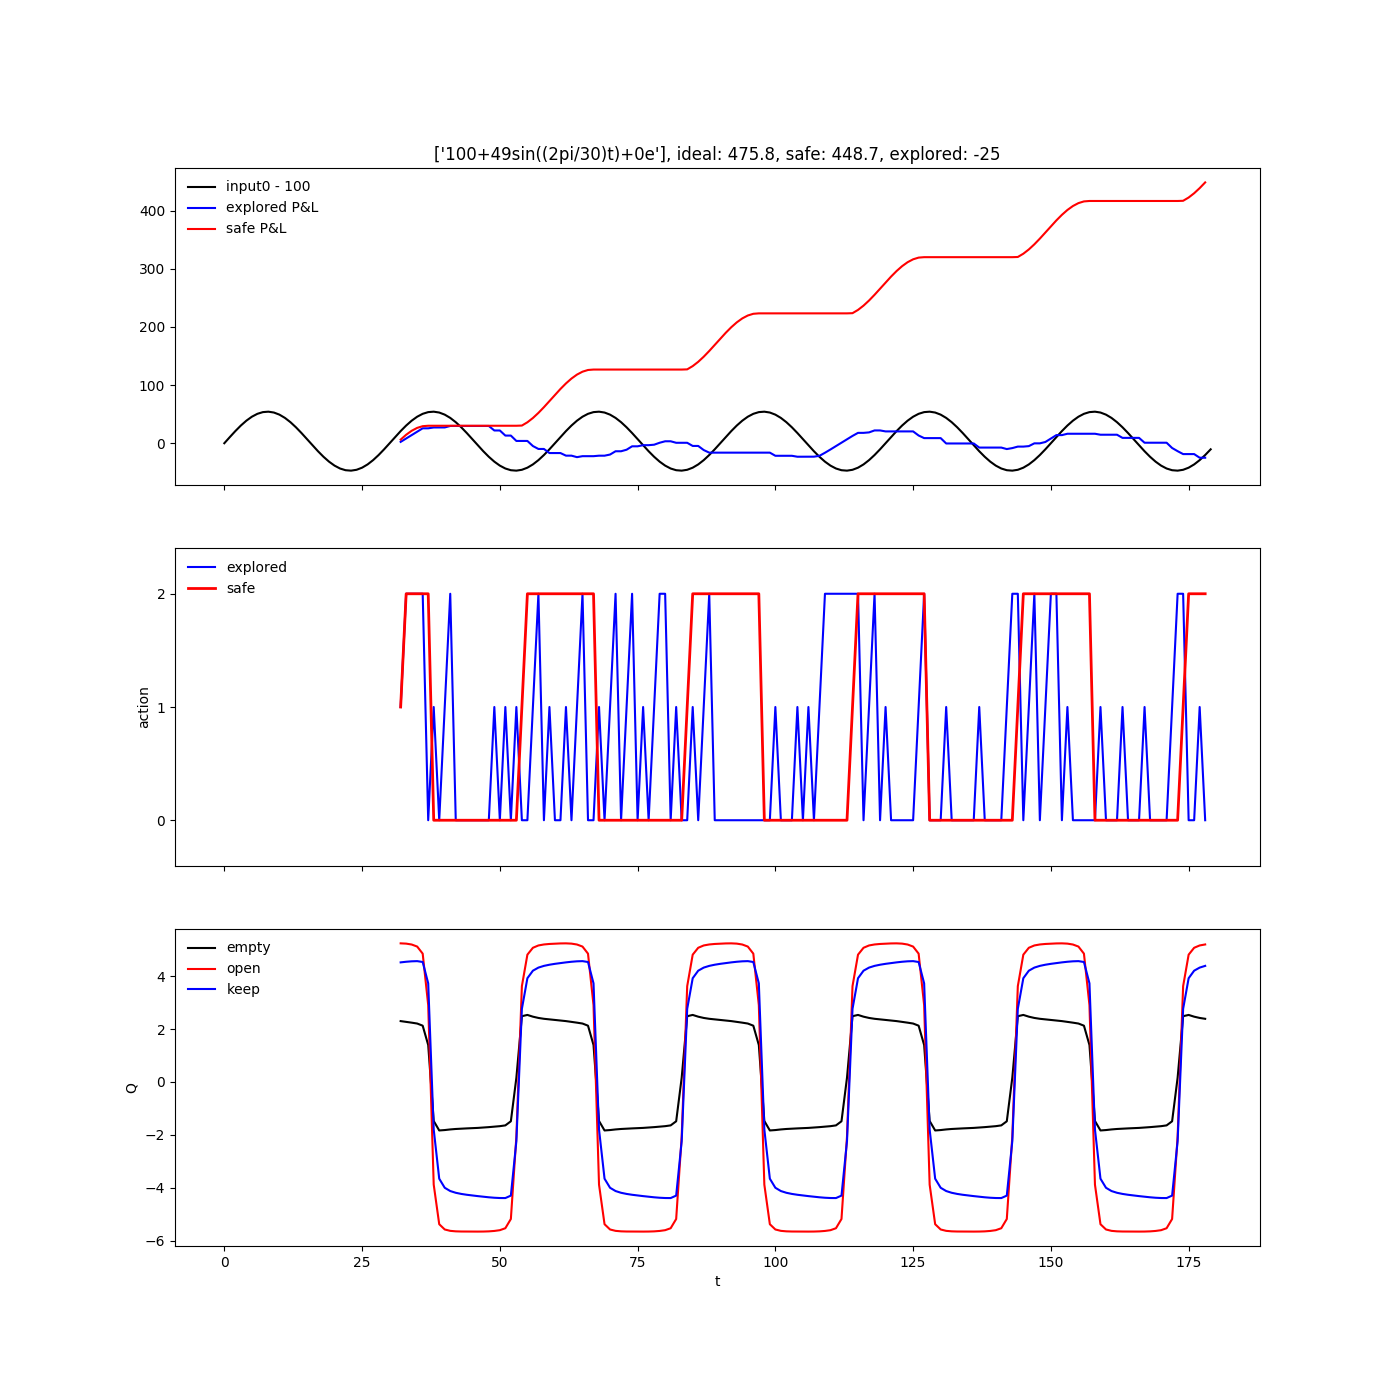 ['100+49sin((2pi/30)t)+0e'], ideal: 475.8, safe: 448.7, explored: -25
input0 - 100
explored P&L
safe P&L
400
300
200
100
0
explored
safe
2
1
0
action
empty
open
keep
4
2
0
−2
−4
−6
Q
0 25 50 75 100 125 150 175
t